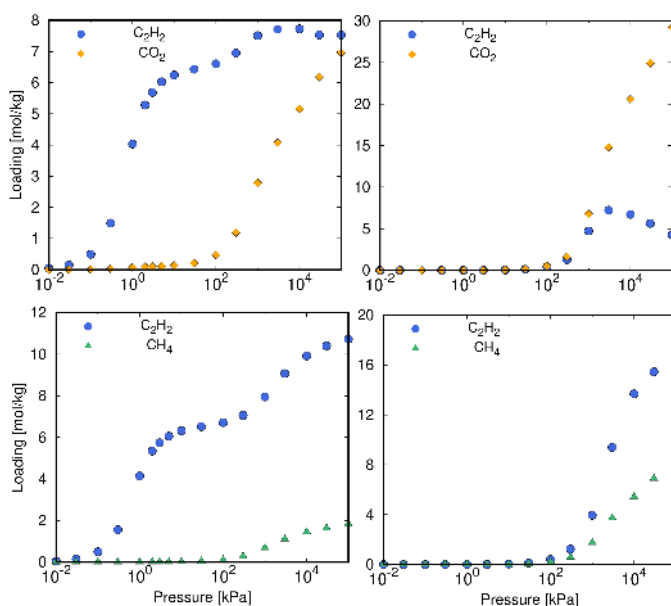 C₂H₂
CO₂
Loading [mol/kg]
8
7
6
5
4
3
2
1
0
10⁻² 10⁰ 10² 10⁴
C₂H₂
CO₂
30
25
20
15
10
5
0
10⁻² 10⁰ 10² 10⁴
C₂H₂
CH₄
Loading [mol/kg]
12
10
8
6
4
2
0
10⁻² 10⁰ 10² 10⁴
Pressure [kPa]
C₂H₂
CH₄
20
16
12
8
4
0
10⁻² 10⁰ 10² 10⁴
Pressure [kPa]